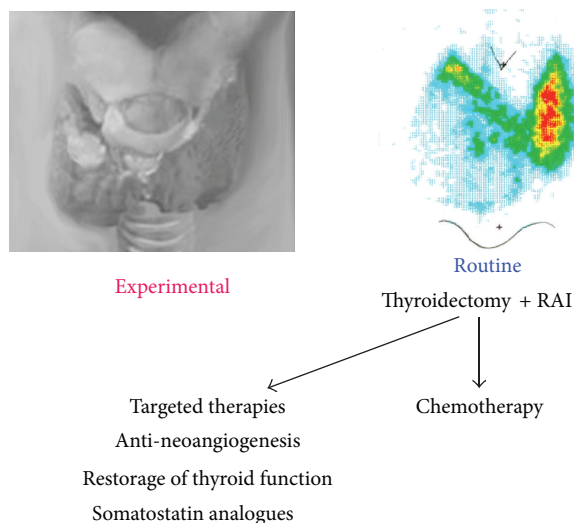 Experimental
Routine
Thyroidectomy + RAI
Targeted therapies
Chemotherapy
Anti-neoangiogenesis
Restorage of thyroid function
Somatostatin analogues